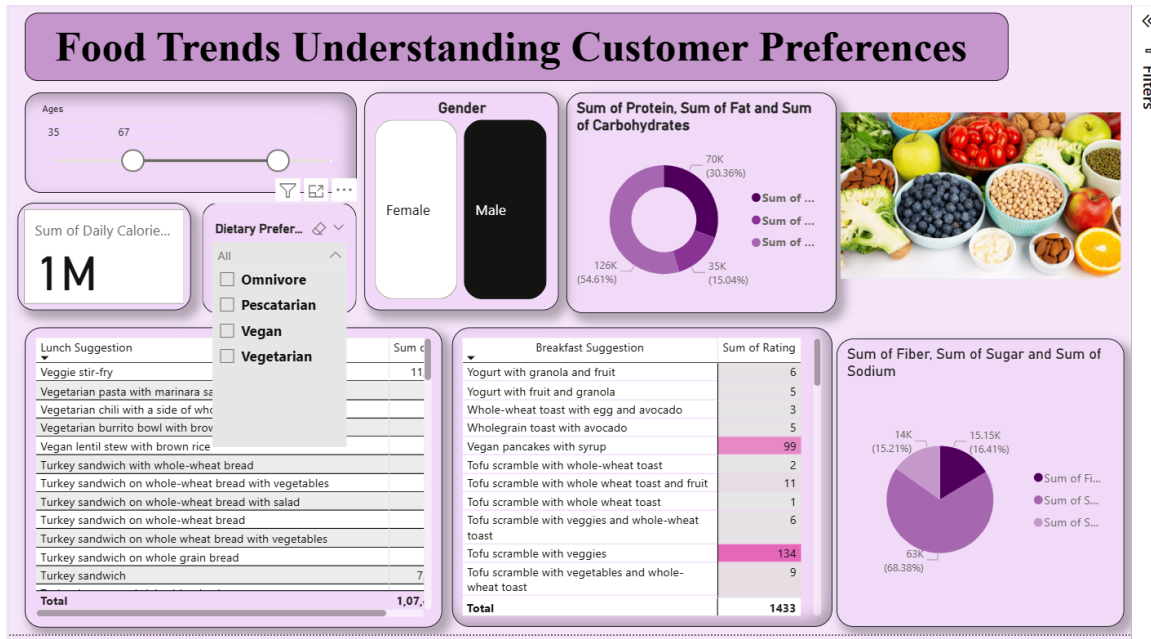 Food Trends Understanding Customer Preferences
Filters
Ages
35 67
Sum of Daily Calorie...
1M
Dietary Prefer...
All
Omnivore
Pescatarian
Vegan
Vegetarian
Gender
Female
Male
Sum of Protein, Sum of Fat and Sum
of Carbohydrates
70K
(30.36%)
35K
(15.04%)
126K
(54.61%)
Sum of ...
Sum of ...
Sum of ...
Lunch Suggestion Sum
Veggie stir-fry 11,
Vegetarian pasta with marinara
Vegetarian chili with a side of
Vegetarian burrito bowl with
Vegan lentil stew with brown rice
Turkey sandwich with whole-wheat bread
Turkey sandwich on whole-wheat bread with vegetables
Turkey sandwich on whole-wheat bread with salad
Turkey sandwich on whole-wheat bread
Turkey sandwich on whole wheat bread with vegetables
Turkey sandwich on whole grain bread
Turkey sandwich 7,
Total 1,07,
Breakfast Suggestion Sum of Rating
Yogurt with granola and fruit 6
Yogurt with fruit and granola 5
Whole-wheat toast with egg and avocado 3
Wholegrain toast with avocado 5
Vegan pancakes with syrup 99
Tofu scramble with whole-wheat toast 2
Tofu scramble with whole wheat toast and fruit 11
Tofu scramble with whole wheat toast 1
Tofu scramble with veggies and whole-wheat 6
toast
Tofu scramble with veggies 134
Tofu scramble with vegetables and whole- 9
wheat toast
Total 1433
Sum of Fiber, Sum of Sugar and Sum of
Sodium
14K
(15.21%)
15.15K
(16.41%)
63K
(68.38%)
Sum of Fi...
Sum of S...
Sum of S...